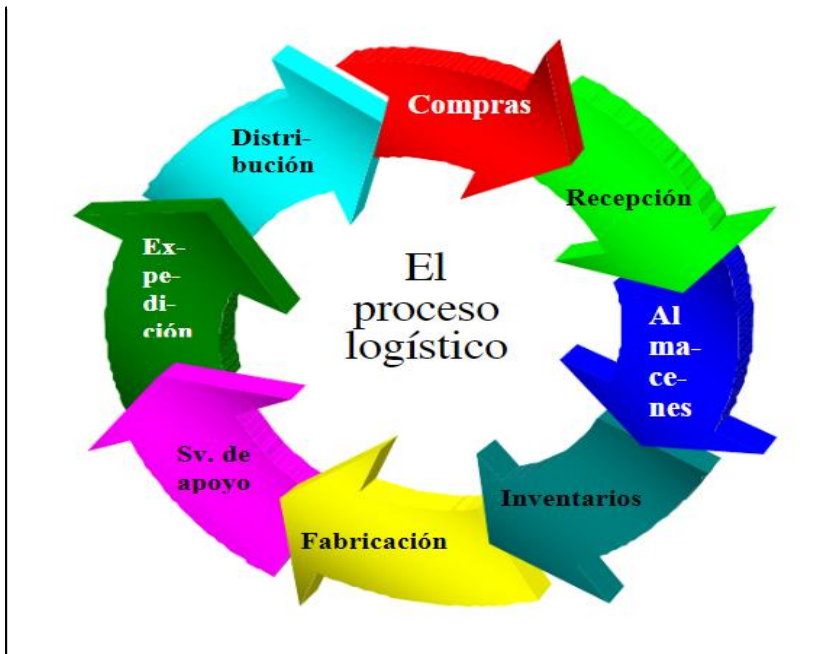 Compras
Recepción
Al
ma-
ce-
nes
Inventarios
Fabricación
Sv. de
apoyo
Ex-
pe-
di-
ción
Distri-
bución
El
proceso
logístico